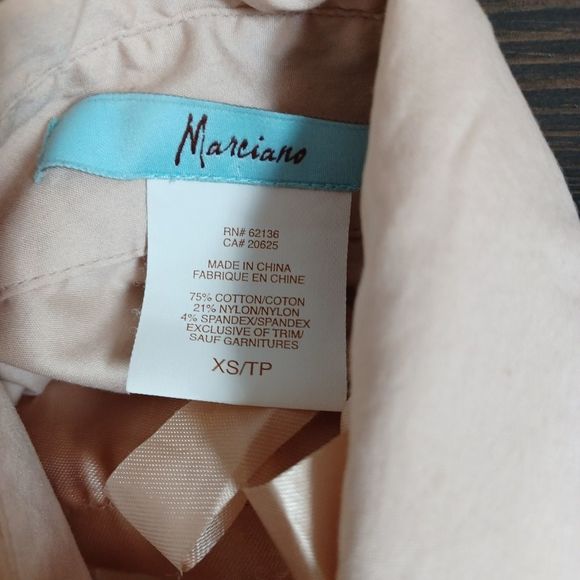 Marciano
RN# 62136
CA# 20625
MADE IN CHINA
FABRIQUE EN CHINE
75% COTTON/COTON
21% NYLON/NYLON
4% SPANDEX/SPANDEX
EXCLUSIVE OF TRIM/
SAUF GARNITURES
XS/TP